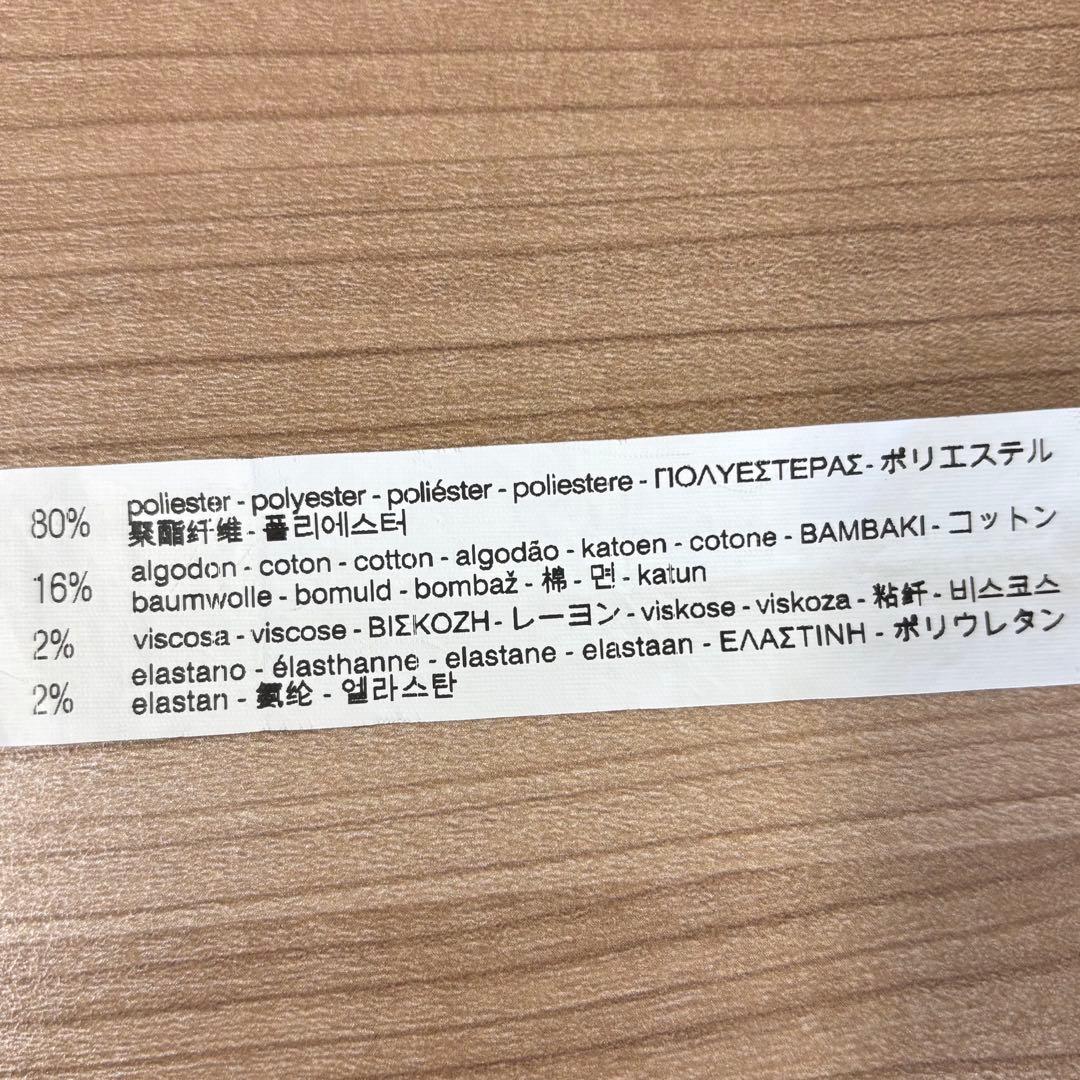 80% poliester - polyester - poliéster - poliestere - ΠΟΛΥΕΣΤΕΡΑΣ - ポリエステル
聚酯纤维 - 폴리에스터
16% algodon - coton - cotton - algodão - katoen - cotone - BAMBAKI - コットン
baumwolle - bomuld - bombaž - 棉 - 면 - katun
2% viscosa - viscose - ΒΙΣΚΟΖΗ - レーヨン - viskose - viskoza - 粘纤 - 비스코스
elastano - élasthanne - elastane - elastaan - ΕΛΑΣΤΙΝΗ - ポリウレタン
2% elastan - 氨纶 - 엘라스탄